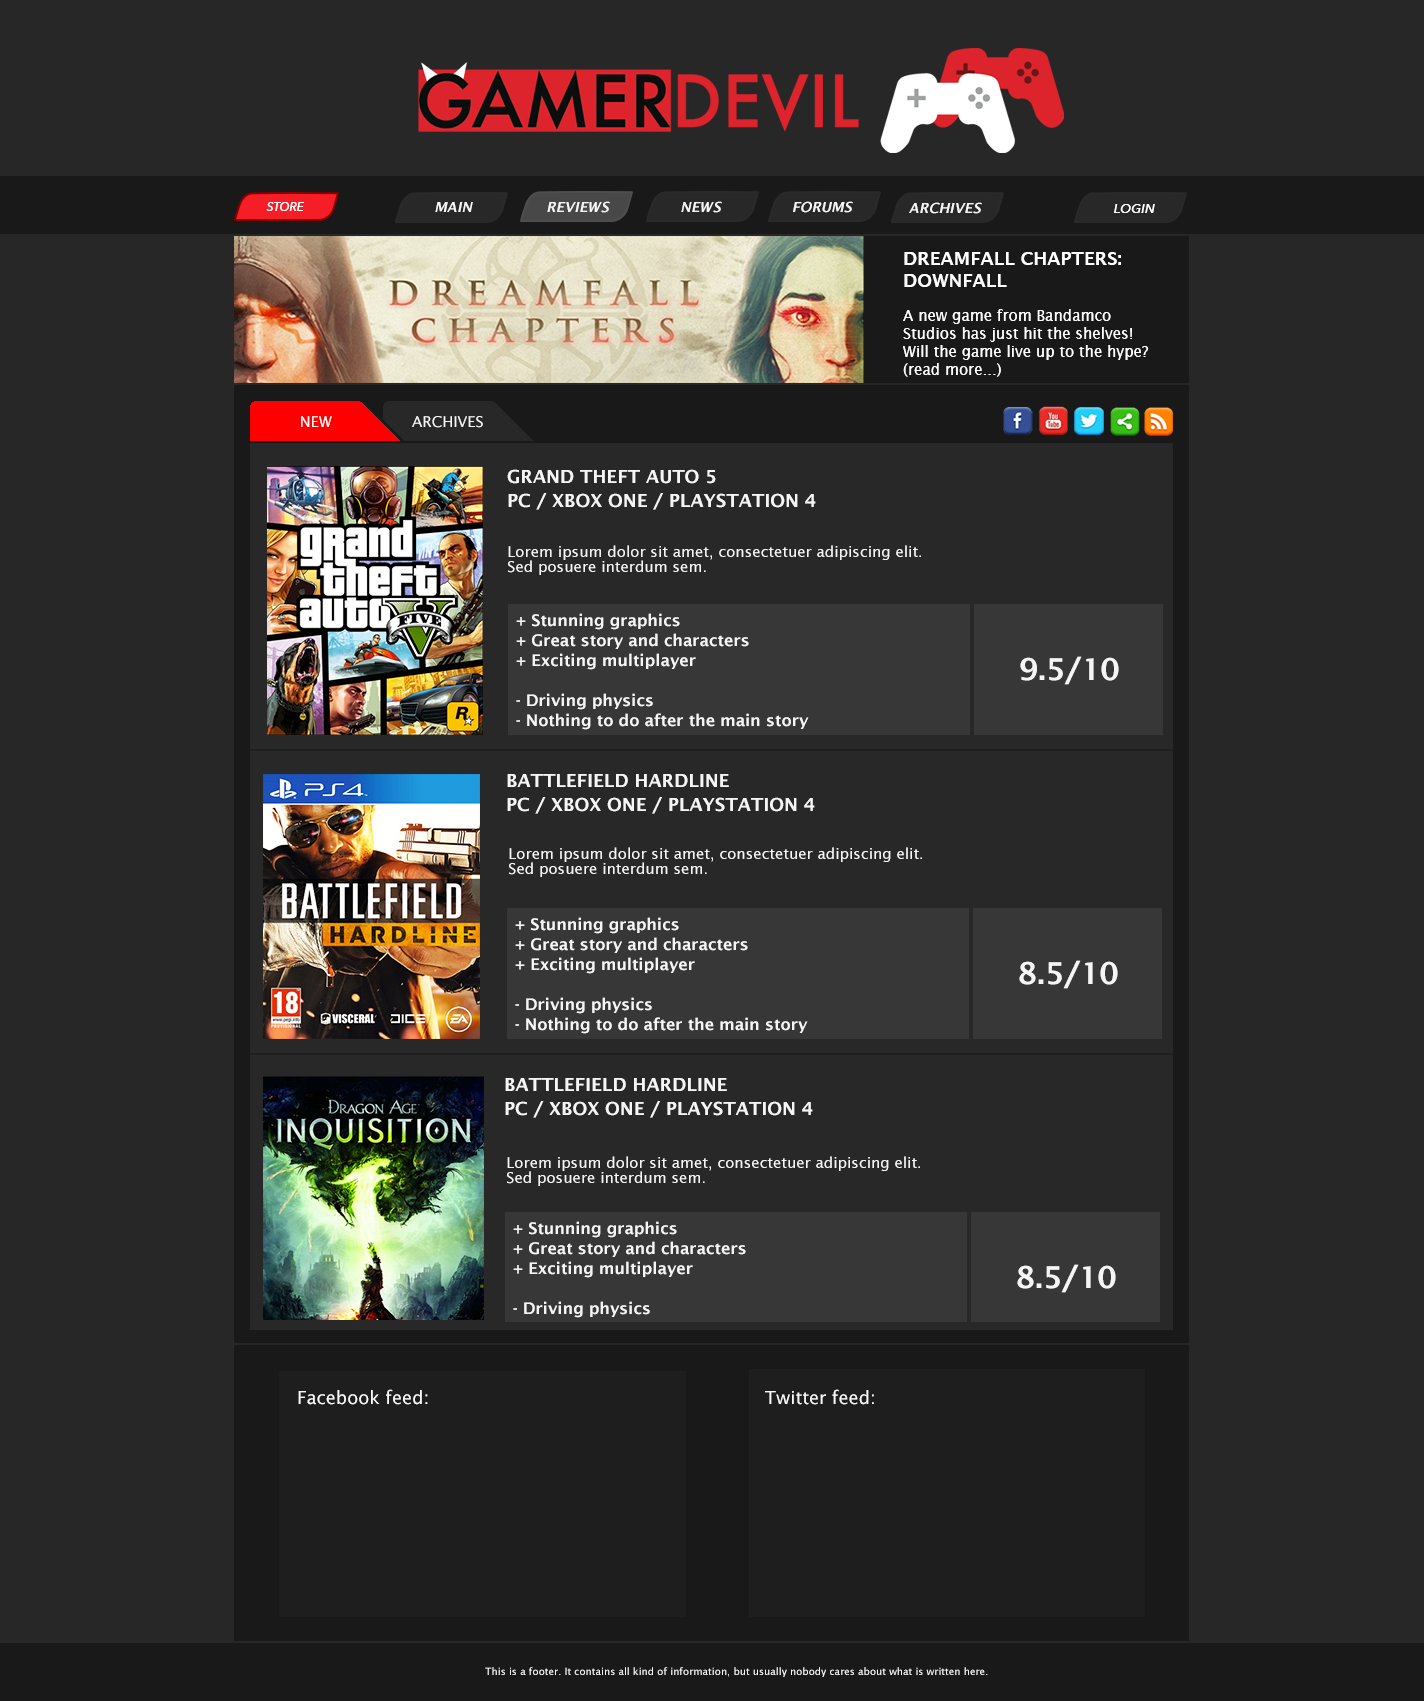 GAMERDEVIL
STORE
MAIN
REVIEWS
NEWS
FORUMS
ARCHIVES
LOGIN
DREAMFALL
CHAPTERS
DREAMFALL CHAPTERS:
DOWNFALL
A new game from Bandamco
Studios has just hit the shelves!
Will the game live up to the hype?
(read more...)
NEW
ARCHIVES
f
You
Tube
grand
theft
auto
V
FIVE
R
GRAND THEFT AUTO 5
PC / XBOX ONE / PLAYSTATION 4
Lorem ipsum dolor sit amet, consectetuer adipiscing elit.
Sed posuere interdum sem.
+ Stunning graphics
+ Great story and characters
+ Exciting multiplayer
- Driving physics
- Nothing to do after the main story
9.5/10
PS4
BATTLEFIELD
HARDLINE
18
www.pegi.info
PROVISIONAL
VISCERAL
DICE
EA
BATTLEFIELD HARDLINE
PC / XBOX ONE / PLAYSTATION 4
Lorem ipsum dolor sit amet, consectetuer adipiscing elit.
Sed posuere interdum sem.
+ Stunning graphics
+ Great story and characters
+ Exciting multiplayer
- Driving physics
- Nothing to do after the main story
8.5/10
DRAGON AGE
INQUISITION
BATTLEFIELD HARDLINE
PC / XBOX ONE / PLAYSTATION 4
Lorem ipsum dolor sit amet, consectetuer adipiscing elit.
Sed posuere interdum sem.
+ Stunning graphics
+ Great story and characters
+ Exciting multiplayer
- Driving physics
8.5/10
Facebook feed:
Twitter feed:
This is a footer. It contains all kind of information, but usually nobody cares about what is written here.